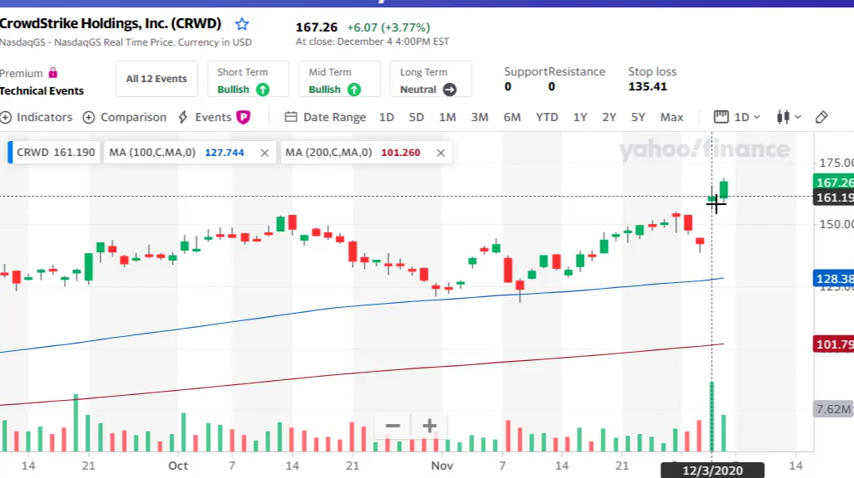 CrowdStrike Holdings, Inc. (CRWD)
NasdaqGS - NasdaqGS Real Time Price. Currency in USD
167.26 +6.07 (+3.77%)
At close: December 4 4:00PM EST
Premium
Technical Events
All 12 Events
Short Term
Bullish
Mid Term
Bullish
Long Term
Neutral
Support
0
Resistance
0
Stop loss
135.41
Indicators Comparison Events P Date Range 1D 5D 1M 3M 6M YTD 1Y 2Y 5Y Max 1D
CRWD 161.190 MA (100,C,MA,0) 127.744 MA (200,C,MA,0) 101.260
yahoo!finance
175.00
167.26
161.19
150.00
128.38
125.00
101.79
7.62M
14 21 Oct 7 14 21 Nov 7 14 21 12/3/2020 14